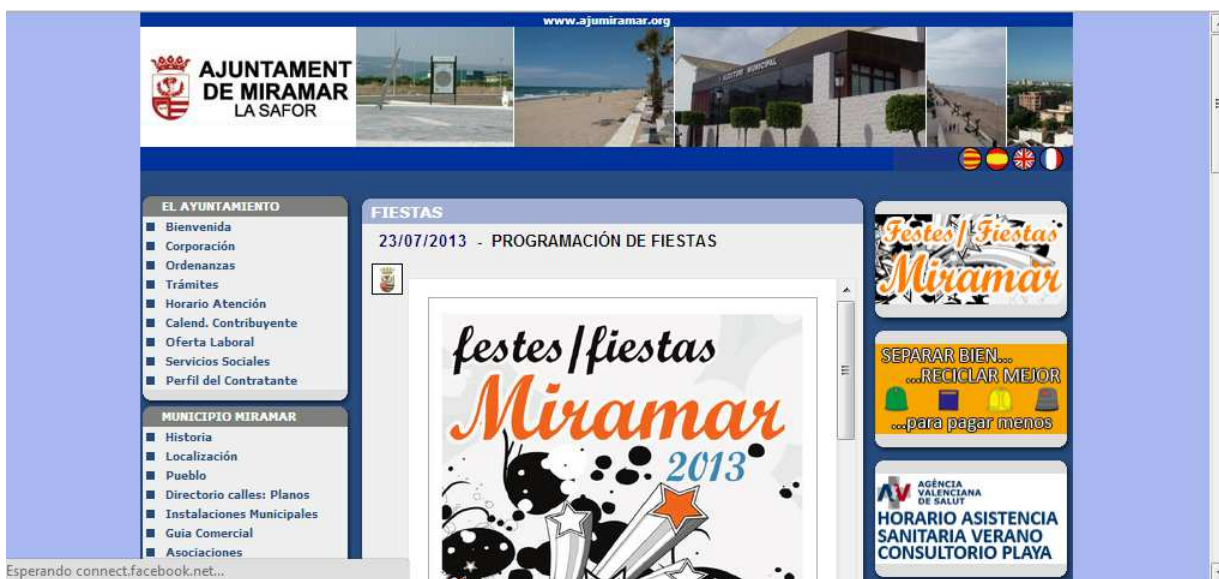 www.ajumiramar.org
AJUNTAMENT
DE MIRAMAR
LA SAFOR
AUDITORI MUNICIPAL
EL AYUNTAMIENTO
Bienvenida
Corporación
Ordenanzas
Trámites
Horario Atención
Calend. Contribuyente
Oferta Laboral
Servicios Sociales
Perfil del Contratante
MUNICIPIO MIRAMAR
Historia
Localización
Pueblo
Directorio calles: Planos
Instalaciones Municipales
Guia Comercial
Asociaciones
Esperando connect.facebook.net...
FIESTAS
23/07/2013 - PROGRAMACIÓN DE FIESTAS
festes/fiestas
Miramar
2013
Festes/Fiestas
Miramar
SEPARAR BIEN...
...RECICLAR MEJOR
...para pagar menos
AV AGÈNCIA
VALENCIANA
DE SALUT
HORARIO ASISTENCIA
SANITARIA VERANO
CONSULTORIO PLAYA